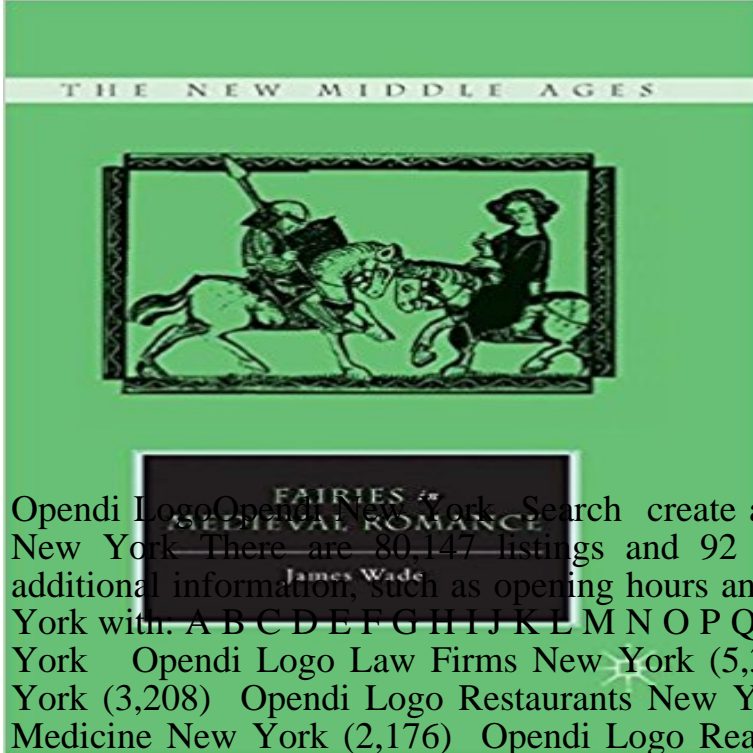 THE NEW MIDDLE AGES
FAIRIES in
MEDIEVAL ROMANCE
James Wade
Opendi LogoOpendi New York Search create a
New York There are 80,147 listings and 92
additional information, such as opening hours an
York with: A B C D E F G H I J K L M N O P Q
York Opendi Logo Law Firms New York (5,
York (3,208) Opendi Logo Restaurants New Y
Medicine New York (2,176) Opendi Logo Rea